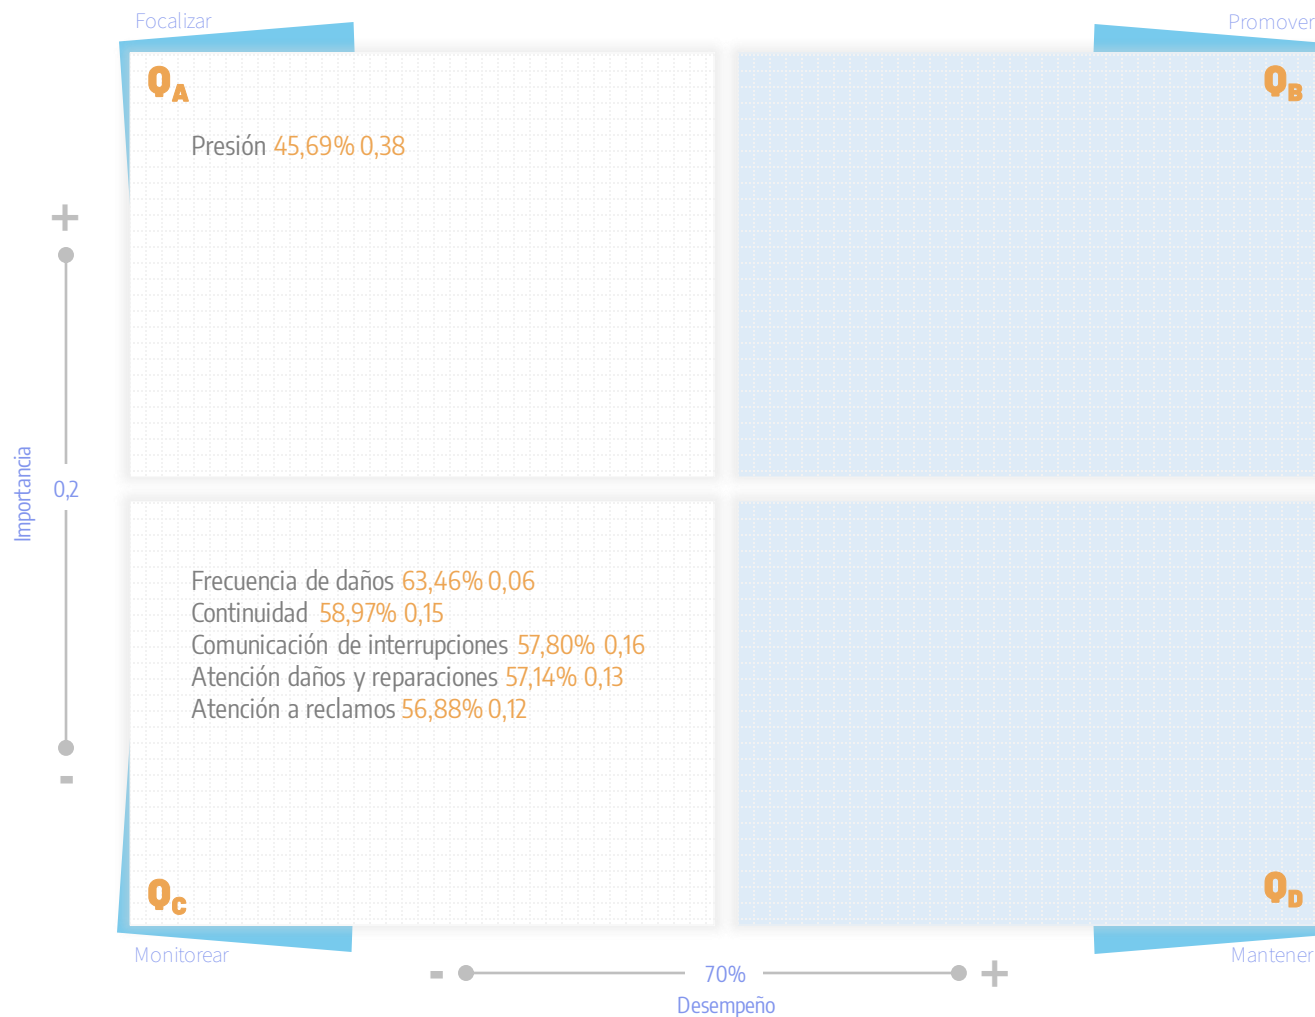 Focalizar
Promover
QA
QB
Presión 45,69% 0,38
+
Importancia
0,2
Frecuencia de daños 63,46% 0,06
Continuidad 58,97% 0,15
Comunicación de interrupciones 57,80% 0,16
Atención daños y reparaciones 57,14% 0,13
Atención a reclamos 56,88% 0,12
-
QC
QD
Monitorear
Mantener
- 70% +
Desempeño